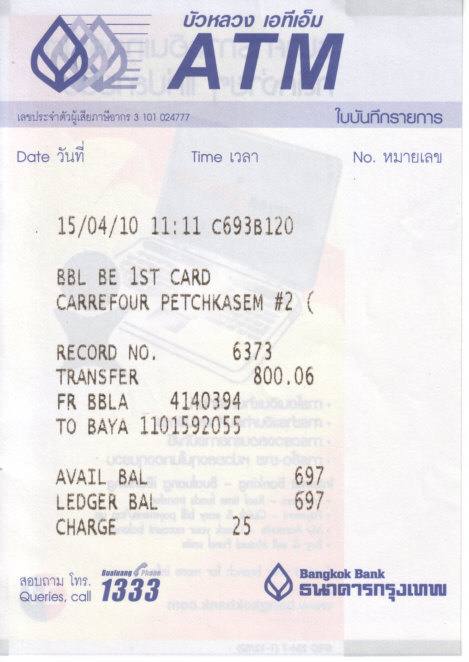 บัวหลวง เอทีเอ็ม
ATM
เลขประจำตัวผู้เสียภาษีอากร 3 101 024777
ใบบันทึกรายการ
Date วันที่ Time เวลา No. หมายเลข
15/04/10 11:11 C693B120
BBL BE 1ST CARD
CARREFOUR PETCHKASEM #2 (
RECORD NO. 6373
TRANSFER 800.06
FR BBLA 4140394
TO BAYA 1101592055
AVAIL BAL 697
LEDGER BAL 697
CHARGE 25
สอบถาม โทร.
Queries, call
Bualuang Phone
1333
Bangkok Bank
ธนาคารกรุงเทพ